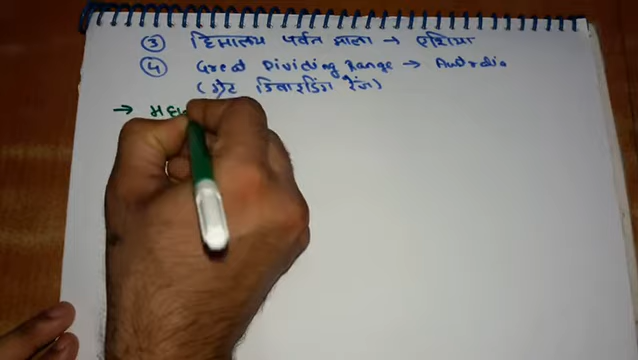 ③ हिमालय पर्वत माला → एशिया
④ Great Dividing Range → Australia
(ग्रेट डिवाइडिंग रेंज)
→